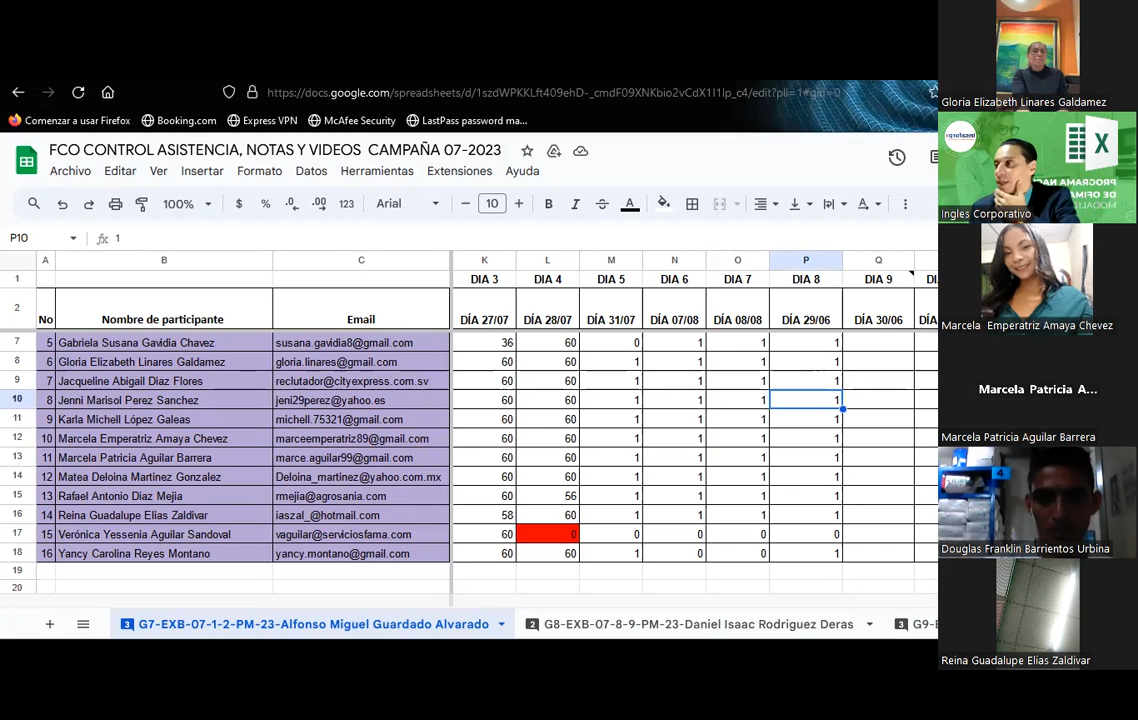 https://docs.google.com/spreadsheets/d/1szdWPKKLft409ehD-_cmdF09XNKbio2vCdX1I1lp_c4/edit?pli=1#gid=0
Comenzar a usar Firefox Booking.com Express VPN McAfee Security LastPass password ma...
FCO CONTROL ASISTENCIA, NOTAS Y VIDEOS CAMPAÑA 07-2023
Archivo Editar Ver Insertar Formato Datos Herramientas Extensiones Ayuda
100% $ % .0 .00 123 Arial 10 B I A
P10 fx 1
A B C K L M N O P Q
1 DIA 3 DIA 4 DIA 5 DIA 6 DIA 7 DIA 8 DIA 9
2 No Nombre de participante Email DÍA 27/07 DÍA 28/07 DÍA 31/07 DÍA 07/08 DÍA 08/08 DÍA 29/06 DÍA 30/06 DÍA
7 5 Gabriela Susana Gavidia Chavez susana.gavidia8@gmail.com 36 60 0 1 1 1
8 6 Gloria Elizabeth Linares Galdamez gloria.linares@gmail.com 60 60 1 1 1 1
9 7 Jacqueline Abigail Diaz Flores reclutador@cityexpress.com.sv 60 60 1 1 1 1
10 8 Jenni Marisol Perez Sanchez jeni29perez@yahoo.es 60 60 1 1 1 1
11 9 Karla Michell López Galeas michell.75321@gmail.com 60 60 1 1 1 1
12 10 Marcela Emperatriz Amaya Chevez marceemperatriz89@gmail.com 60 60 1 1 1 1
13 11 Marcela Patricia Aguilar Barrera marce.aguilar99@gmail.com 60 60 1 1 1 1
14 12 Matea Deloina Martinez Gonzalez Deloina_martinez@yahoo.com.mx 60 60 1 1 1 1
15 13 Rafael Antonio Diaz Mejia rmejia@agrosania.com 60 56 1 1 1 1
16 14 Reina Guadalupe Elias Zaldivar iaszal_@hotmail.com 58 60 1 1 1 1
17 15 Verónica Yessenia Aguilar Sandoval vaguilar@serviciosfama.com 60 0 0 0 0 0
18 16 Yancy Carolina Reyes Montano yancy.montano@gmail.com 60 60 1 0 0 1
19
20
3 G7-EXB-07-1-2-PM-23-Alfonso Miguel Guardado Alvarado 2 G8-EXB-07-8-9-PM-23-Daniel Isaac Rodriguez Deras 3 G9-E
Gloria Elizabeth Linares Galdamez
insaforp
X
PROGRAMA NAC
DE OFIMA
MODALID
Ingles Corporativo
Marcela Emperatriz Amaya Chevez
Marcela Patricia A...
Marcela Patricia Aguilar Barrera
4
Douglas Franklin Barrientos Urbina
Reina Guadalupe Elias Zaldivar